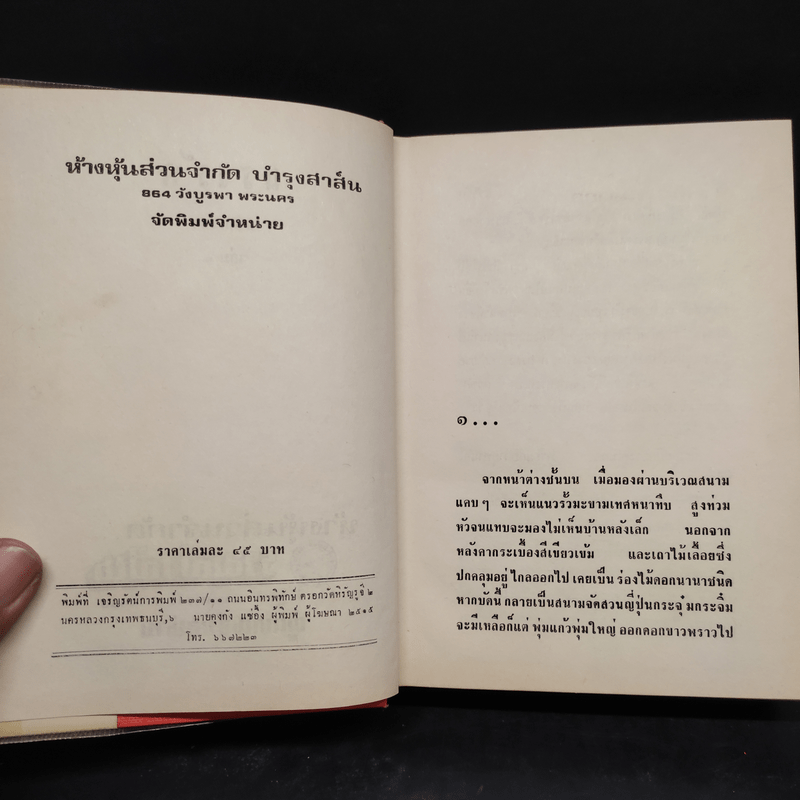 ห้างหุ้นส่วนจำกัด บำรุงสาส์น
864 วังบูรพา พระนคร
จัดพิมพ์จำหน่าย
ราคาเล่มละ ๔๕ บาท
พิมพ์ที่ เจริญรัตน์การพิมพ์ ๒๓๗/๑๑ ถนนอินทรพิทักษ์ ตรอกวัดหิรัญรูจี ๒
นครหลวงกรุงเทพธนบุรี,๖ นายคุงกัง แซ่อึ้ง ผู้พิมพ์ ผู้โฆษณา ๒๕๑๕
โทร. ๖๖๗๒๒๓
๑...
จากหน้าต่างชั้นบน เมื่อมองผ่านบริเวณสนาม
แคบ ๆ จะเห็นแนวรั้วมะขามเทศหนาทึบ สูงท่วม
หัวจนแทบจะมองไม่เห็นบ้านหลังเล็ก นอกจาก
หลังคากระเบื้องสีเขียวเข้ม และเถาไม้เลื้อยซึ่ง
ปกคลุมอยู่ ไกลออกไป เคยเป็น ร่องไม้ดอกนานาชนิด
หากบัดนี้ กลายเป็นสนามจัดสวนญี่ปุ่นกระจุ๋มกระจิ๋ม
จะมีเหลือก็แต่ พุ่มแก้วพุ่มใหญ่ ออกดอกขาวพราวไป